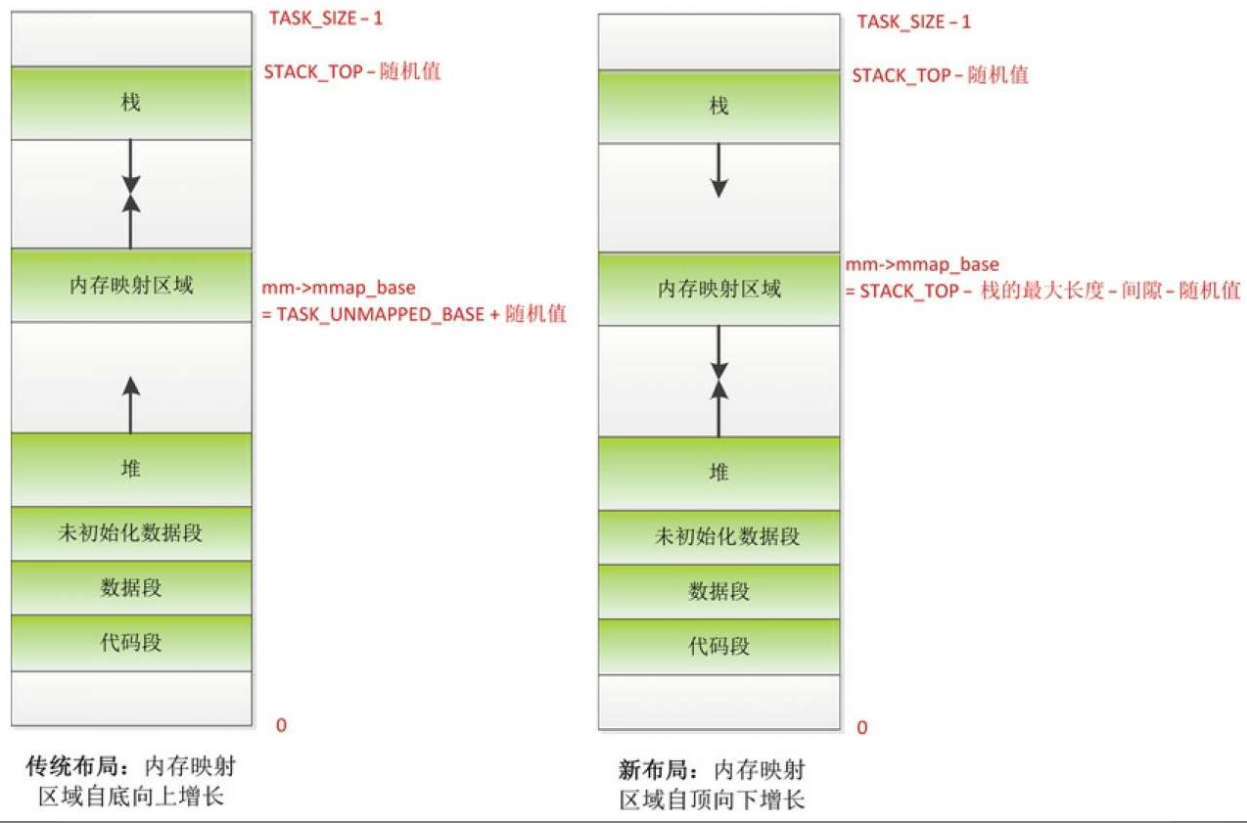 TASK_SIZE – 1
STACK_TOP – 随机值
栈
内存映射区域
mm->mmap_base
= TASK_UNMAPPED_BASE + 随机值
堆
未初始化数据段
数据段
代码段
0
传统布局：内存映射
区域自底向上增长
TASK_SIZE – 1
STACK_TOP – 随机值
栈
mm->mmap_base
内存映射区域
= STACK_TOP – 栈的最大长度 – 间隙 – 随机值
堆
未初始化数据段
数据段
代码段
0
新布局：内存映射
区域自顶向下增长